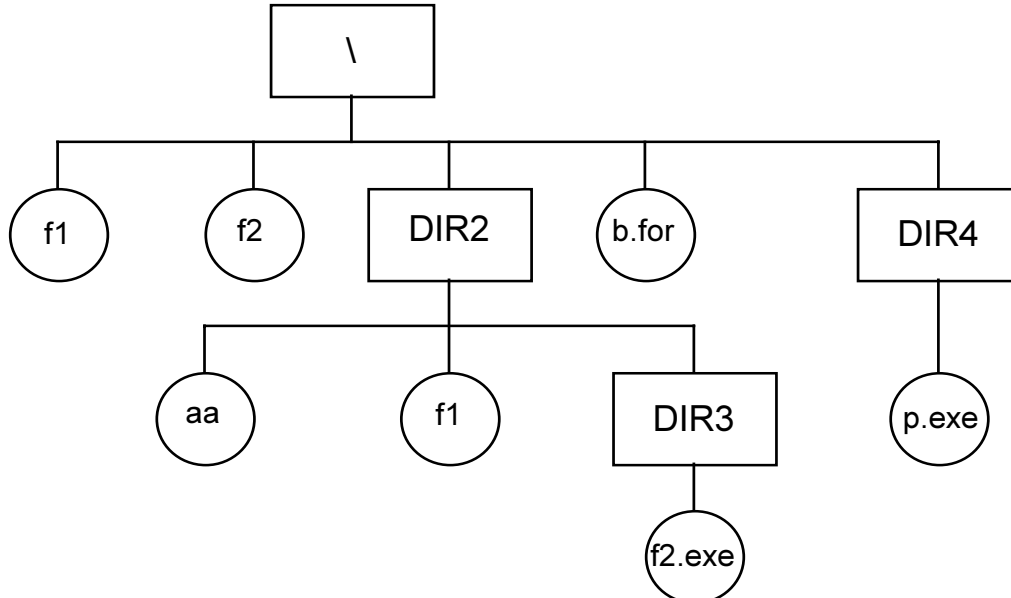 \
f1
f2
DIR2
b.for
DIR4
aa
f1
DIR3
p.exe
f2.exe